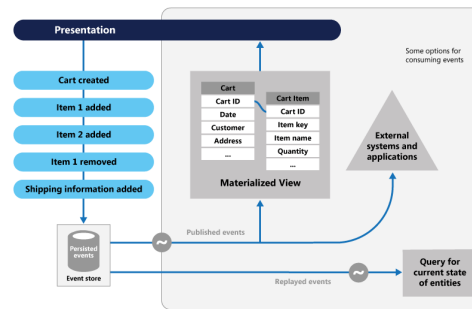 Presentation
Some options for
consuming events
Cart created
Item 1 added
Item 2 added
Item 1 removed
Shipping information added
Cart
Cart ID
Date
Customer
Address
...
Cart Item
Cart ID
Item key
Item name
Quantity
...
Materialized View
External
systems and
applications
Persisted
events
Event store
Published events
Replayed events
Query for
current state
of entities